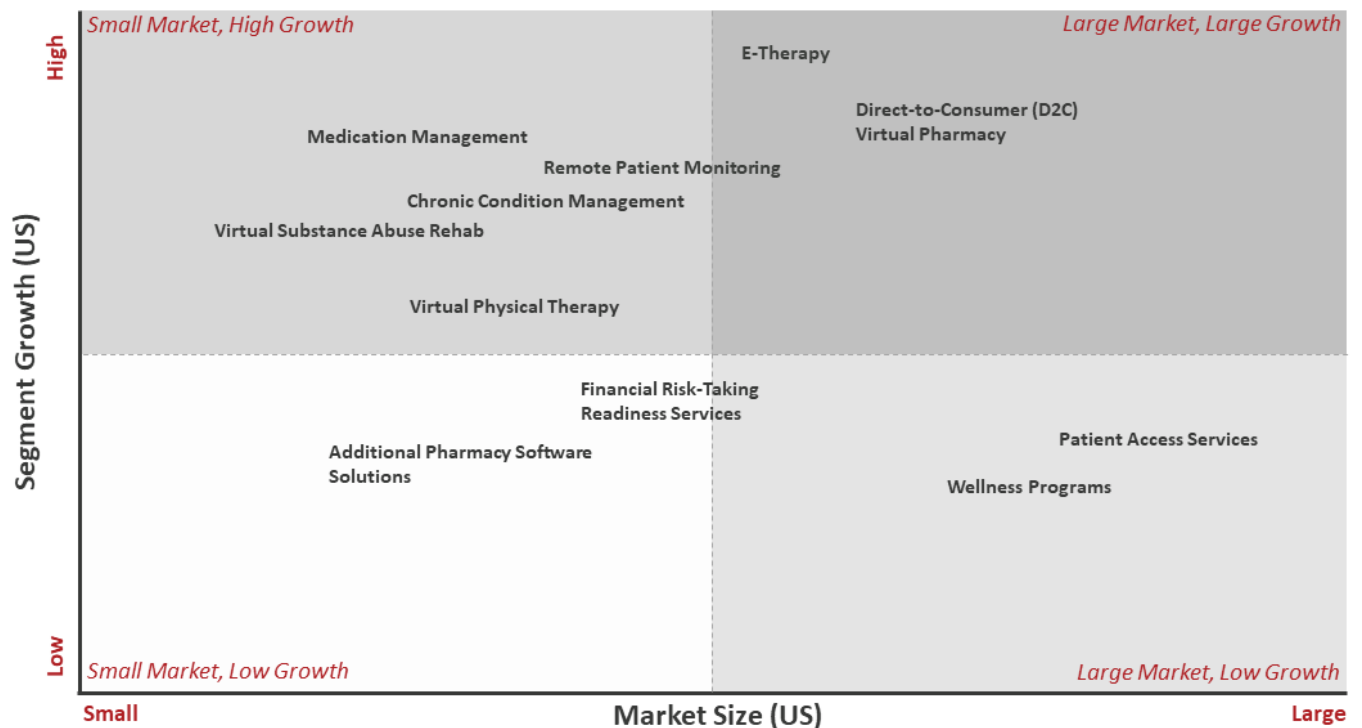 Small Market, High Growth
Large Market, Large Growth
High
E-Therapy
Direct-to-Consumer (D2C)
Virtual Pharmacy
Medication Management
Remote Patient Monitoring
Chronic Condition Management
Virtual Substance Abuse Rehab
Virtual Physical Therapy
Segment Growth (US)
Financial Risk-Taking
Readiness Services
Patient Access Services
Additional Pharmacy Software
Solutions
Wellness Programs
Low
Small Market, Low Growth
Large Market, Low Growth
Small
Market Size (US)
Large